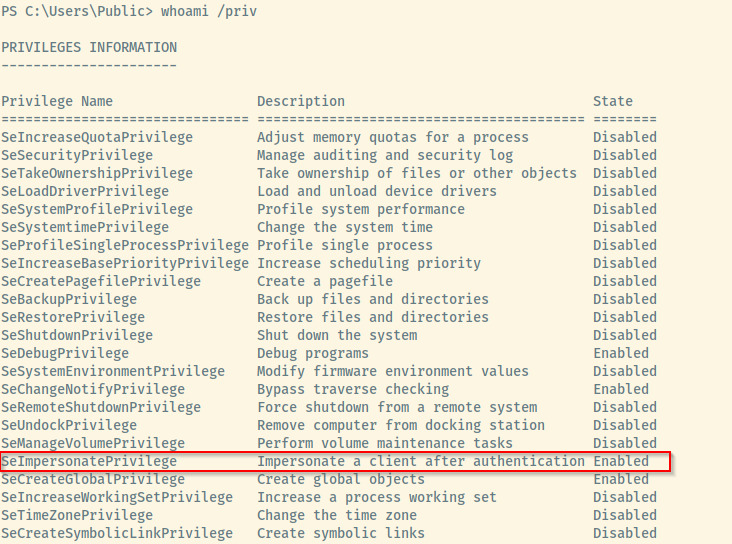 PS C:\Users\Public> whoami /priv
PRIVILEGES INFORMATION
----------------------
Privilege Name                  Description                               State
=============================== ========================================= ========
SeIncreaseQuotaPrivilege        Adjust memory quotas for a process        Disabled
SeSecurityPrivilege             Manage auditing and security log          Disabled
SeTakeOwnershipPrivilege        Take ownership of files or other objects  Disabled
SeLoadDriverPrivilege           Load and unload device drivers            Disabled
SeSystemProfilePrivilege        Profile system performance                Disabled
SeSystemtimePrivilege           Change the system time                    Disabled
SeProfileSingleProcessPrivilege Profile single process                    Disabled
SeIncreaseBasePriorityPrivilege Increase scheduling priority              Disabled
SeCreatePagefilePrivilege       Create a pagefile                         Disabled
SeBackupPrivilege               Back up files and directories             Disabled
SeRestorePrivilege              Restore files and directories             Disabled
SeShutdownPrivilege             Shut down the system                      Disabled
SeDebugPrivilege                Debug programs                            Enabled
SeSystemEnvironmentPrivilege    Modify firmware environment values        Disabled
SeChangeNotifyPrivilege         Bypass traverse checking                  Enabled
SeRemoteShutdownPrivilege       Force shutdown from a remote system       Disabled
SeUndockPrivilege               Remove computer from docking station      Disabled
SeManageVolumePrivilege         Perform volume maintenance tasks          Disabled
SeImpersonatePrivilege          Impersonate a client after authentication Enabled
SeCreateGlobalPrivilege         Create global objects                     Enabled
SeIncreaseWorkingSetPrivilege   Increase a process working set            Disabled
SeTimeZonePrivilege             Change the time zone                      Disabled
SeCreateSymbolicLinkPrivilege   Create symbolic links                     Disabled